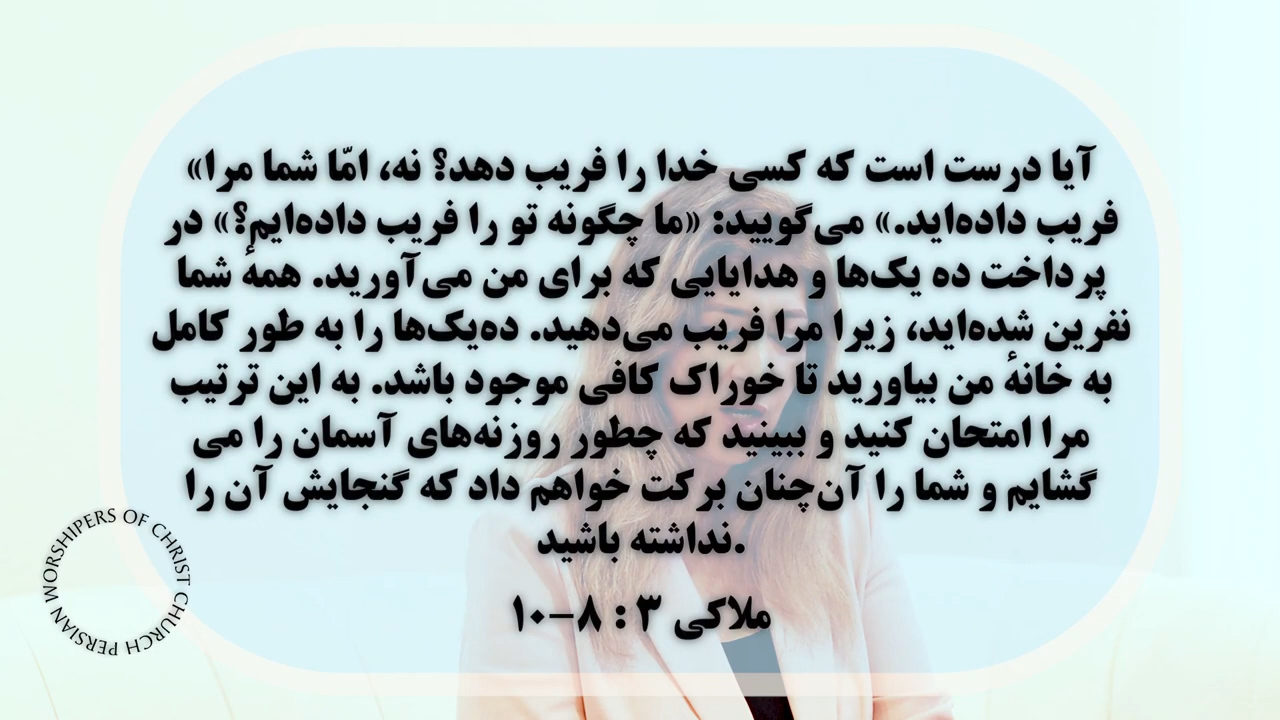 آیا درست است که کسی خدا را فریب دهد؟ نه، امّا شما مرا»
فریب داده‌اید.» می‌گویید: «ما چگونه تو را فریب داده‌ایم؟» در
پرداخت ده یک‌ها و هدایایی که برای من می‌آورید. همهٔ شما
نفرین شده‌اید، زیرا مرا فریب می‌دهید. ده‌یک‌ها را به طور کامل
به خانهٔ من بیاورید تا خوراک کافی موجود باشد. به این ترتیب
مرا امتحان کنید و ببینید که چطور روزنه‌های آسمان را می
گشایم و شما را آن‌چنان برکت خواهم داد که گنجایش آن را
.نداشته باشید
ملاکی ۳ : ۸-۱۰
PERSIAN WORSHIPERS OF CHRIST CHURCH